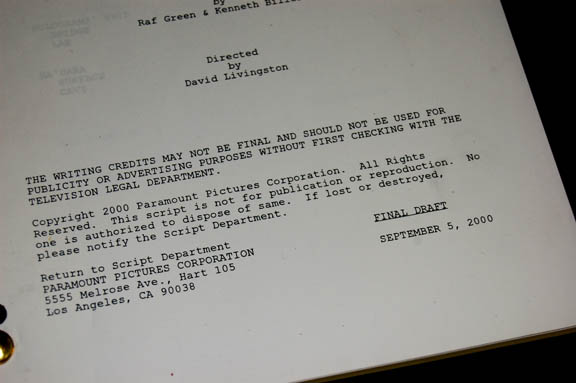 by
Raf Green & Kenneth
Directed
by
David Livingston
THE WRITING CREDITS MAY NOT BE FINAL AND SHOULD NOT BE USED FOR
PUBLICITY OR ADVERTISING PURPOSES WITHOUT FIRST CHECKING WITH THE
TELEVISION LEGAL DEPARTMENT.
Copyright 2000 Paramount Pictures Corporation. All Rights
Reserved. This script is not for publication or reproduction. No
one is authorized to dispose of same. If lost or destroyed,
please notify the Script Department.
FINAL DRAFT
SEPTEMBER 5, 2000
Return to Script Department
PARAMOUNT PICTURES CORPORATION
5555 Melrose Ave., Hart 105
Los Angeles, CA 90038